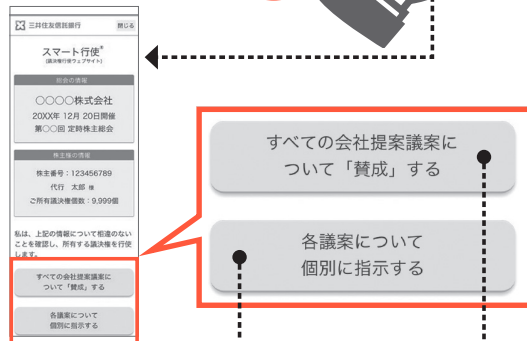 三井住友信託銀行
閉じる
スマート行使®
(議決権行使ウェブサイト)
総会の情報
○○○○株式会社
20XX年 12月 20日開催
第○○回 定時株主総会
株主様の情報
株主番号：123456789
代行 太郎 様
ご所有議決権個数：9,999個
私は、上記の情報について相違のない
ことを確認し、所有する議決権を行使
します。
すべての会社提案議案に
ついて「賛成」する
各議案について
個別に指示する
すべての会社提案議案に
ついて「賛成」する
各議案について
個別に指示する